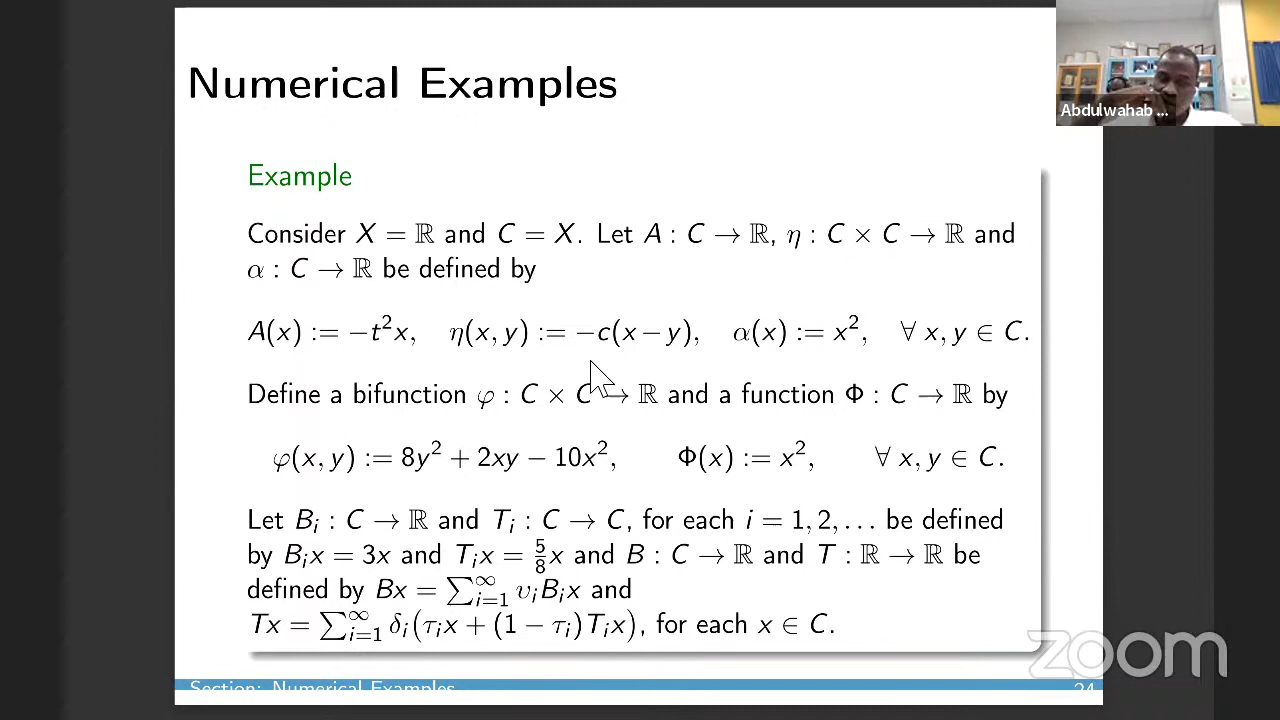 Numerical Examples
Abdulwahab ...
Example
Consider X = ℝ and C = X. Let A : C → ℝ, η : C × C → ℝ and
α : C → ℝ be defined by
A(x) := −t²x, η(x, y) := −c(x − y), α(x) := x², ∀ x, y ∈ C.
Define a bifunction φ : C × C → ℝ and a function Φ : C → ℝ by
φ(x, y) := 8y² + 2xy − 10x², Φ(x) := x², ∀ x, y ∈ C.
Let Bᵢ : C → ℝ and Tᵢ : C → C, for each i = 1, 2, . . . be defined
by Bᵢx = 3x and Tᵢx = 5/8 x and B : C → ℝ and T : ℝ → ℝ be
defined by Bx = ∑_{i=1}^{∞} υᵢBᵢx and
Tx = ∑_{i=1}^{∞} δᵢ(τᵢx + (1 − τᵢ)Tᵢx), for each x ∈ C.
zoom
Section: Numerical Examples 24